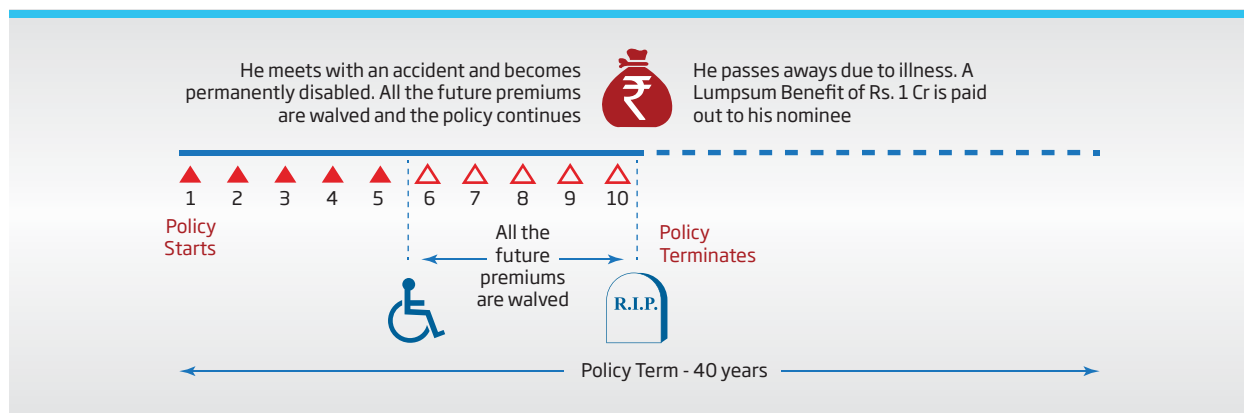 He meets with an accident and becomes
permanently disabled. All the future premiums
are walved and the policy continues
₹
He passes aways due to illness. A
Lumpsum Benefit of Rs. 1 Cr is paid
out to his nominee
1 2 3 4 5 6 7 8 9 10
Policy
Starts
All the
future
premiums
are walved
Policy
Terminates
R.I.P.
Policy Term - 40 years